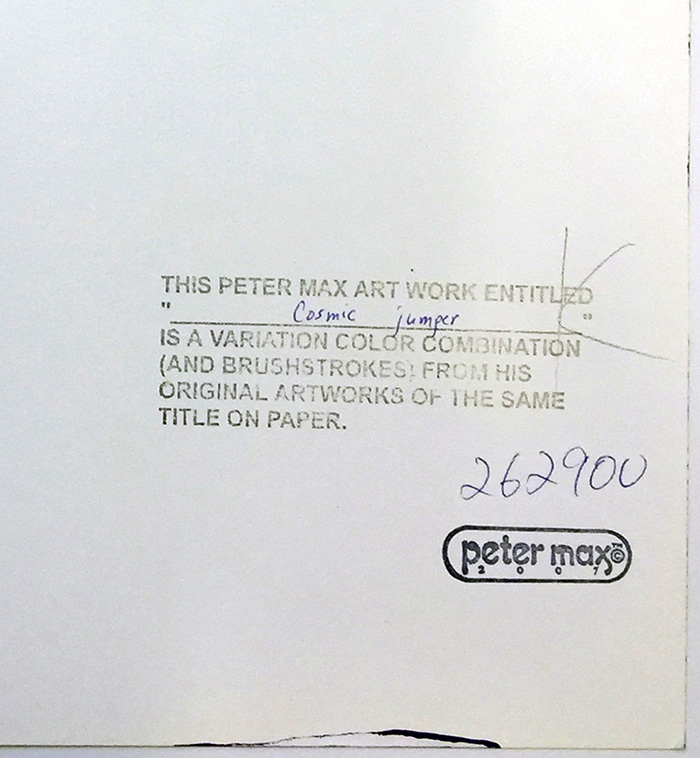 THIS PETER MAX ART WORK ENTITLED
" Cosmic jumper "
IS A VARIATION COLOR COMBINATION
(AND BRUSHSTROKES) FROM HIS
ORIGINAL ARTWORKS OF THE SAME
TITLE ON PAPER.
K
262900
peter max™©
2007